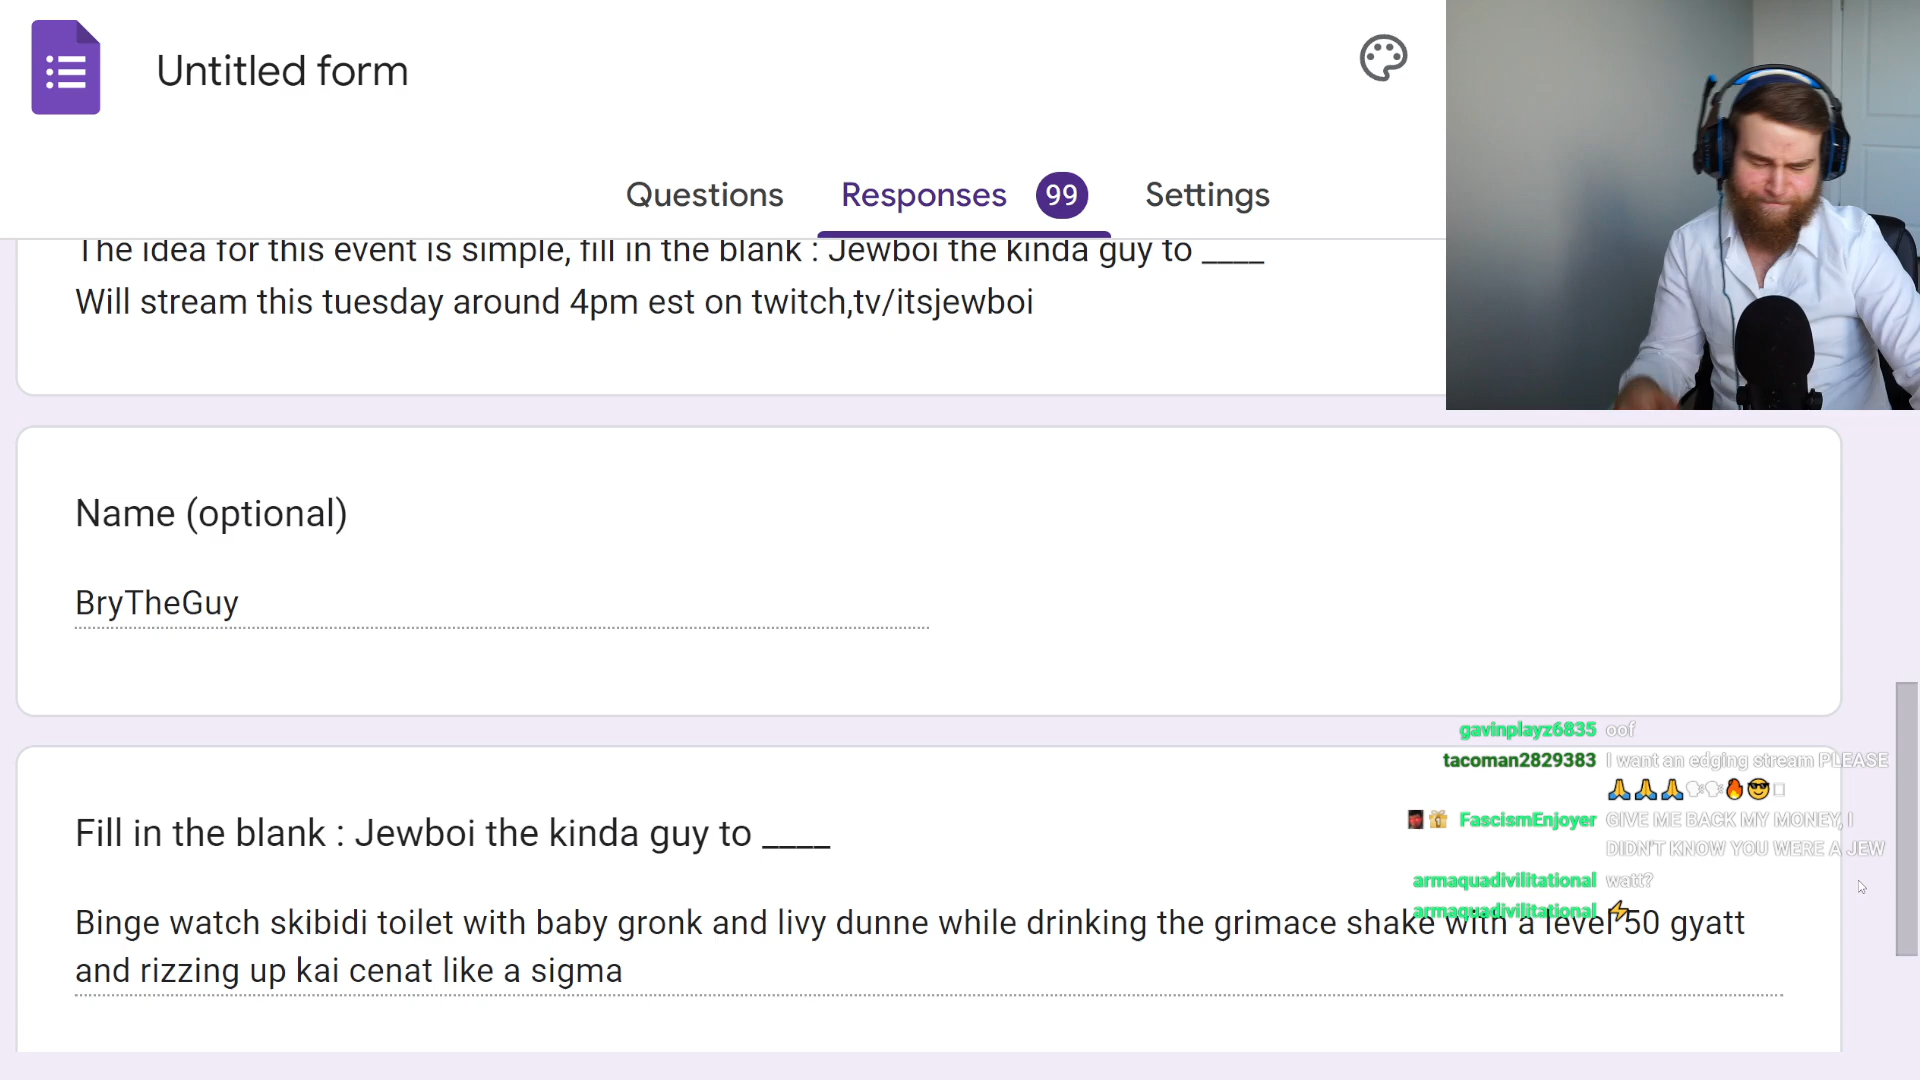 Untitled form
Questions
Responses 99
Settings
The idea for this event is simple, fill in the blank : Jewboi the kinda guy to ____
Will stream this tuesday around 4pm est on twitch,tv/itsjewboi
Name (optional)
BryTheGuy
Fill in the blank : Jewboi the kinda guy to ____
Binge watch skibidi toilet with baby gronk and livy dunne while drinking the grimace shake with a level 50 gyatt
and rizzing up kai cenat like a sigma
gavinplayz6835 oof
tacoman2829383 I want an edging stream PLEASE
🙏🙏🙏🗣🗣🔥😎
FascismEnjoyer GIVE ME BACK MY MONEY, I
DIDN'T KNOW YOU WERE A JEW
armaquadivilitational watt?
armaquadivilitational ⚡